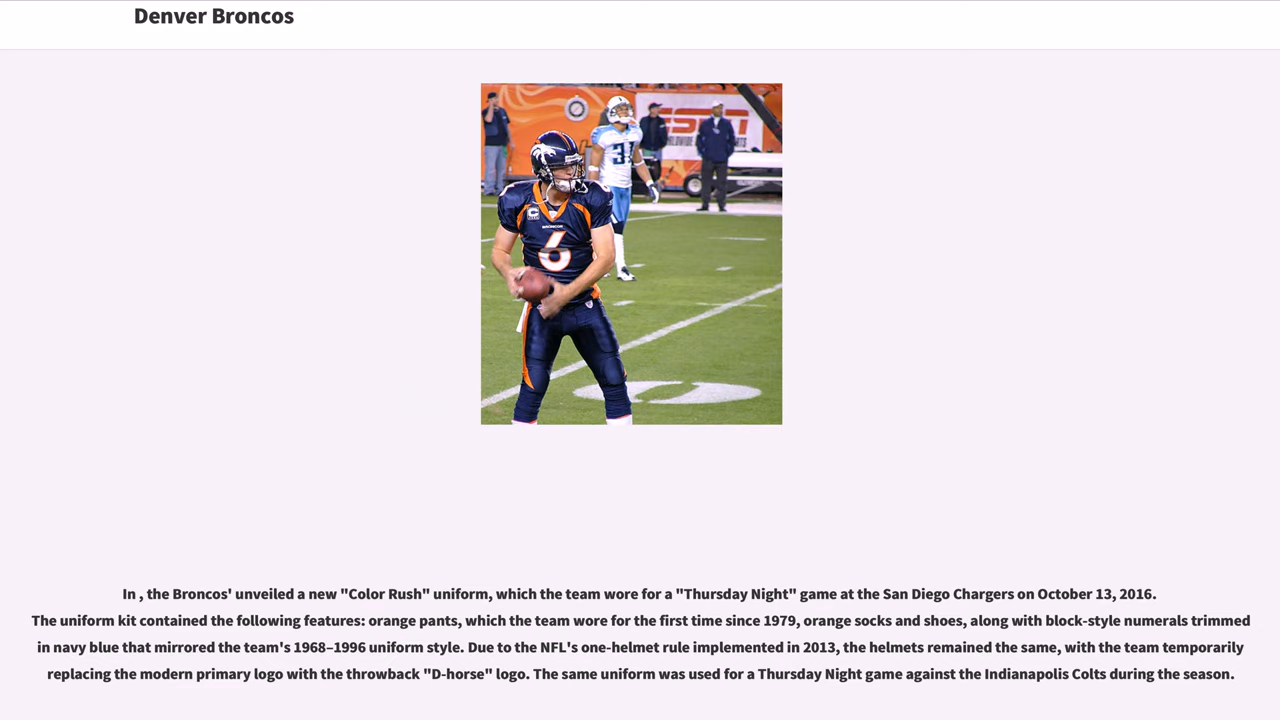 Denver Broncos
ESPN
31
BRONCOS
6
In , the Broncos' unveiled a new "Color Rush" uniform, which the team wore for a "Thursday Night" game at the San Diego Chargers on October 13, 2016.
The uniform kit contained the following features: orange pants, which the team wore for the first time since 1979, orange socks and shoes, along with block-style numerals trimmed
in navy blue that mirrored the team's 1968–1996 uniform style. Due to the NFL's one-helmet rule implemented in 2013, the helmets remained the same, with the team temporarily
replacing the modern primary logo with the throwback "D-horse" logo. The same uniform was used for a Thursday Night game against the Indianapolis Colts during the season.